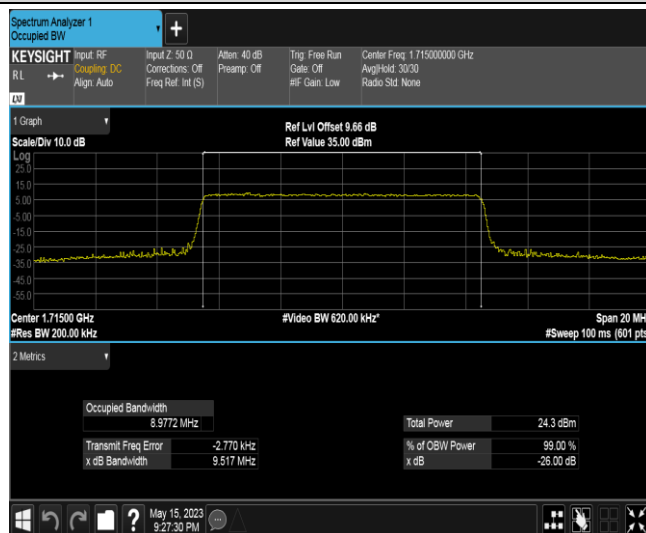 Spectrum Analyzer 1
Occupied BW
KEYSIGHT
RL
LXI
Input: RF
Coupling: DC
Align: Auto
Input Z: 50 Ω
Corrections: Off
Freq Ref: Int (S)
Atten: 40 dB
Preamp: Off
Trig: Free Run
Gate: Off
#IF Gain: Low
Center Freq: 1.715000000 GHz
Avg|Hold: 30/30
Radio Std: None
1 Graph
Scale/Div 10.0 dB
Ref Lvl Offset 9.66 dB
Ref Value 35.00 dBm
Log
25.0
15.0
5.00
-5.00
-15.0
-25.0
-35.0
-45.0
-55.0
Center 1.71500 GHz
#Res BW 200.00 kHz
#Video BW 620.00 kHz*
Span 20 MH
#Sweep 100 ms (601 pts
2 Metrics
Occupied Bandwidth
8.9772 MHz
Transmit Freq Error -2.770 kHz
x dB Bandwidth 9.517 MHz
Total Power 24.3 dBm
% of OBW Power 99.00 %
x dB -26.00 dB
?
May 15, 2023
9:27:30 PM